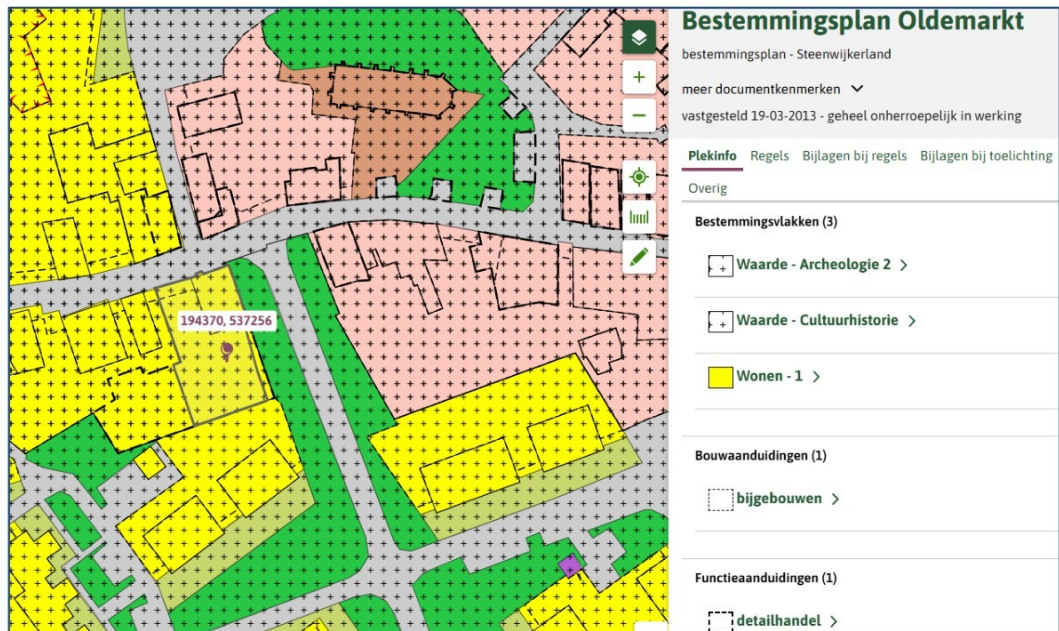 194370, 537256
Bestemmingsplan Oldemarkt
bestemmingsplan - Steenwijkerland
meer documentkenmerken
vastgesteld 19-03-2013 - geheel onherroepelijk in werking
Plekinfo Regels Bijlagen bij regels Bijlagen bij toelichting
Overig
Bestemmingsvlakken (3)
Waarde - Archeologie 2 >
Waarde - Cultuurhistorie >
Wonen - 1 >
Bouwaanduidingen (1)
bijgebouwen >
Functieaanduidingen (1)
detailhandel >